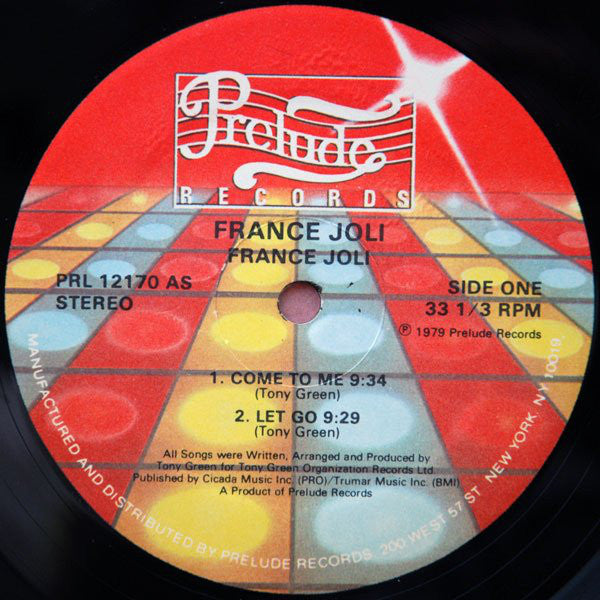 Prelude
RECORDS
FRANCE JOLI
FRANCE JOLI
PRL 12170 AS
STEREO
SIDE ONE
33 1/3 RPM
Ⓟ 1979 Prelude Records
1. COME TO ME 9:34
(Tony Green)
2. LET GO 9:29
(Tony Green)
All Songs were Written, Arranged and Produced by
Tony Green for Tony Green Organization Records Ltd.
Published by Cicada Music Inc. (PRO)/Trumar Music Inc. (BMI)
A Product of Prelude Records
MANUFACTURED AND DISTRIBUTED BY PRELUDE RECORDS 200 WEST 57 ST NEW YORK, NY 10019